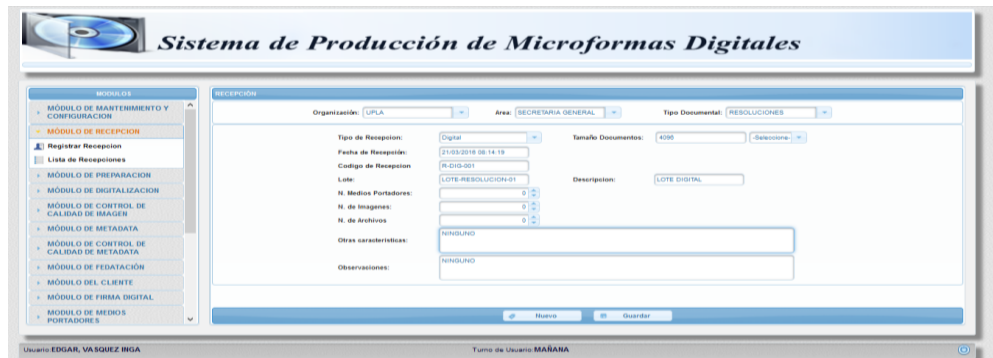 Sistema de Producción de Microformas Digitales
MODULOS
MÓDULO DE MANTENIMIENTO Y
CONFIGURACION
MÓDULO DE RECEPCION
Registrar Recepcion
Lista de Recepciones
MÓDULO DE PREPARACION
MÓDULO DE DIGITALIZACION
MÓDULO DE CONTROL DE
CALIDAD DE IMAGEN
MÓDULO DE METADATA
MÓDULO DE CONTROL DE
CALIDAD DE METADATA
MÓDULO DE FEDATACIÓN
MÓDULO DEL CLIENTE
MÓDULO DE FIRMA DIGITAL
MODULO DE MEDIOS
PORTADORES
RECEPCIÓN
Organización: UPLA Area: SECRETARIA GENERAL Tipo Documental: RESOLUCIONES
Tipo de Recepcion: Digital Tamaño Documentos: 4096 -Seleccione-
Fecha de Recepción: 21/03/2016 08:14:19
Codigo de Recepcion R-DIG-001
Lote: LOTE-RESOLUCION-01 Descripcion: LOTE DIGITAL
N. Medios Portadores: 0
N. de Imagenes: 0
N. de Archivos 0
Otras características: NINGUNO
Observaciones: NINGUNO
Nuevo Guardar
Usuario:EDGAR, VASQUEZ INGA Turno de Usuario:MAÑANA